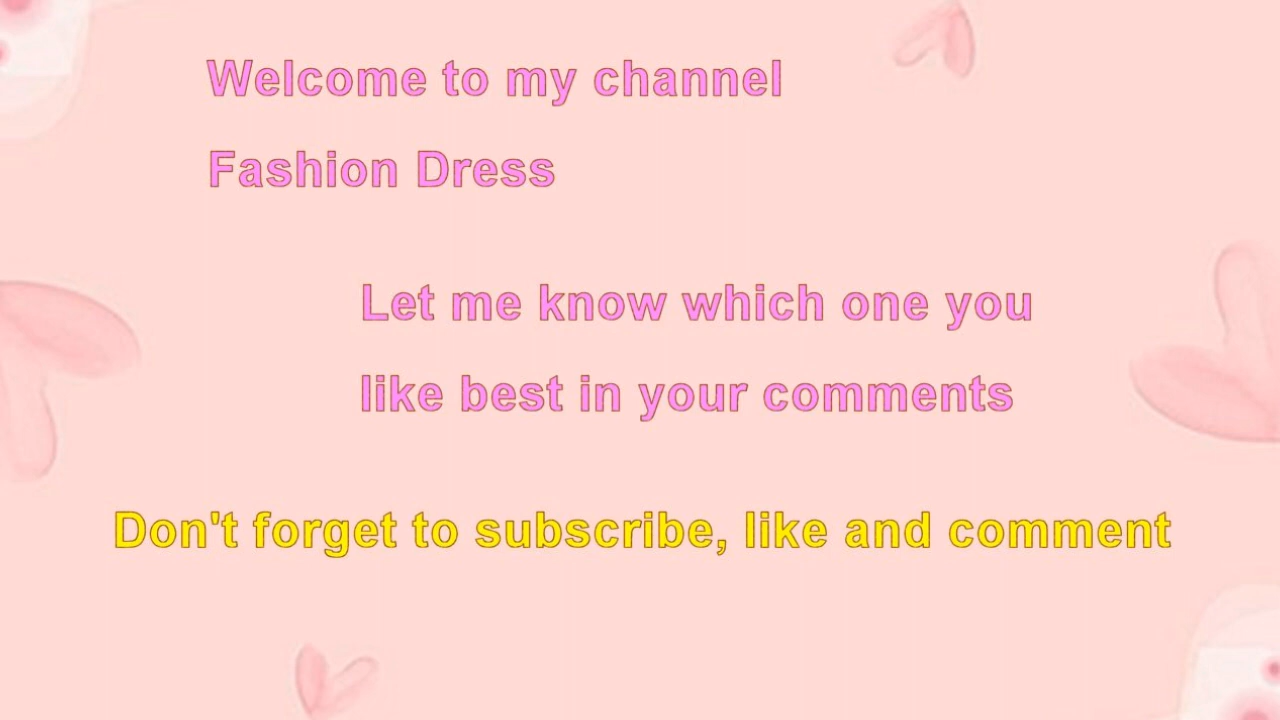 Welcome to my channel
Fashion Dress
Let me know which one you
like best in your comments
Don't forget to subscribe, like and comment